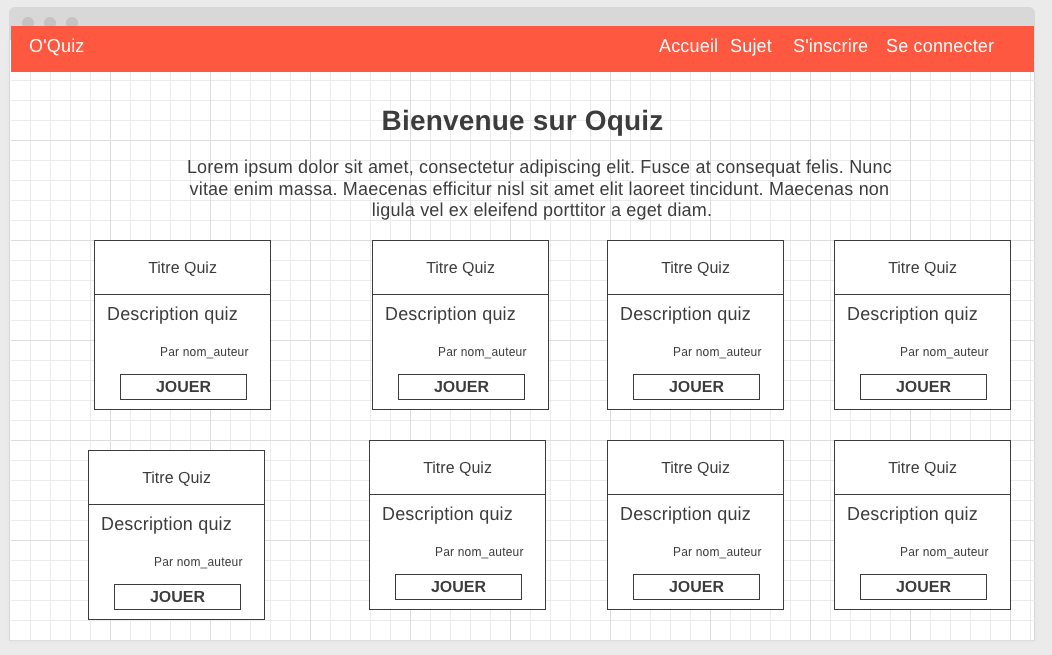 O'Quiz
Accueil Sujet S'inscrire Se connecter
Bienvenue sur Oquiz
Lorem ipsum dolor sit amet, consectetur adipiscing elit. Fusce at consequat felis. Nunc
vitae enim massa. Maecenas efficitur nisl sit amet elit laoreet tincidunt. Maecenas non
ligula vel ex eleifend porttitor a eget diam.
Titre Quiz
Description quiz
Par nom_auteur
JOUER
Titre Quiz
Description quiz
Par nom_auteur
JOUER
Titre Quiz
Description quiz
Par nom_auteur
JOUER
Titre Quiz
Description quiz
Par nom_auteur
JOUER
Titre Quiz
Description quiz
Par nom_auteur
JOUER
Titre Quiz
Description quiz
Par nom_auteur
JOUER
Titre Quiz
Description quiz
Par nom_auteur
JOUER
Titre Quiz
Description quiz
Par nom_auteur
JOUER